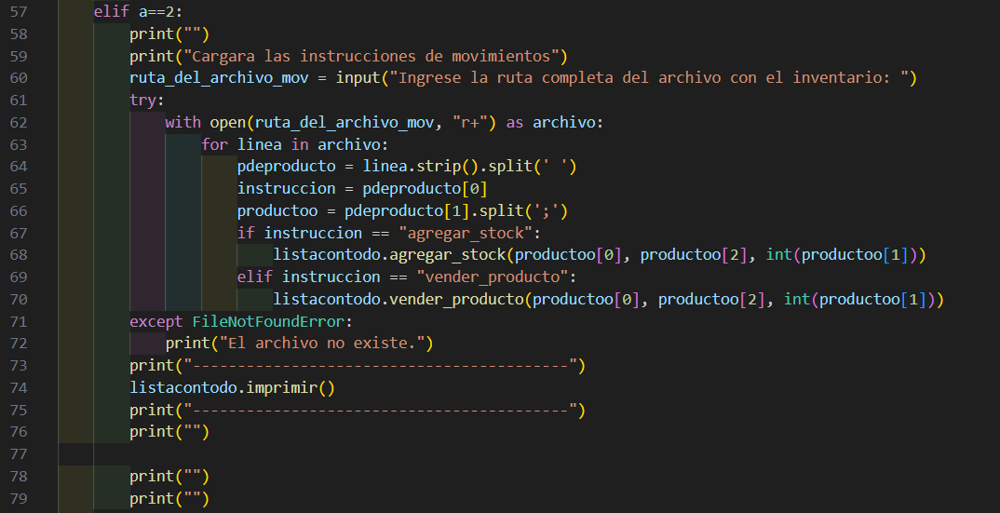 57 elif a==2:
58 print("")
59 print("Cargara las instrucciones de movimientos")
60 ruta_del_archivo_mov = input("Ingrese la ruta completa del archivo con el inventario: ")
61 try:
62 with open(ruta_del_archivo_mov, "r+") as archivo:
63 for linea in archivo:
64 pdeproducto = linea.strip().split(' ')
65 instruccion = pdeproducto[0]
66 productoo = pdeproducto[1].split(';')
67 if instruccion == "agregar_stock":
68 listacontodo.agregar_stock(productoo[0], productoo[2], int(productoo[1]))
69 elif instruccion == "vender_producto":
70 listacontodo.vender_producto(productoo[0], productoo[2], int(productoo[1]))
71 except FileNotFoundError:
72 print("El archivo no existe.")
73 print("------------------------------------------")
74 listacontodo.imprimir()
75 print("------------------------------------------")
76 print("")
77
78 print("")
79 print("")